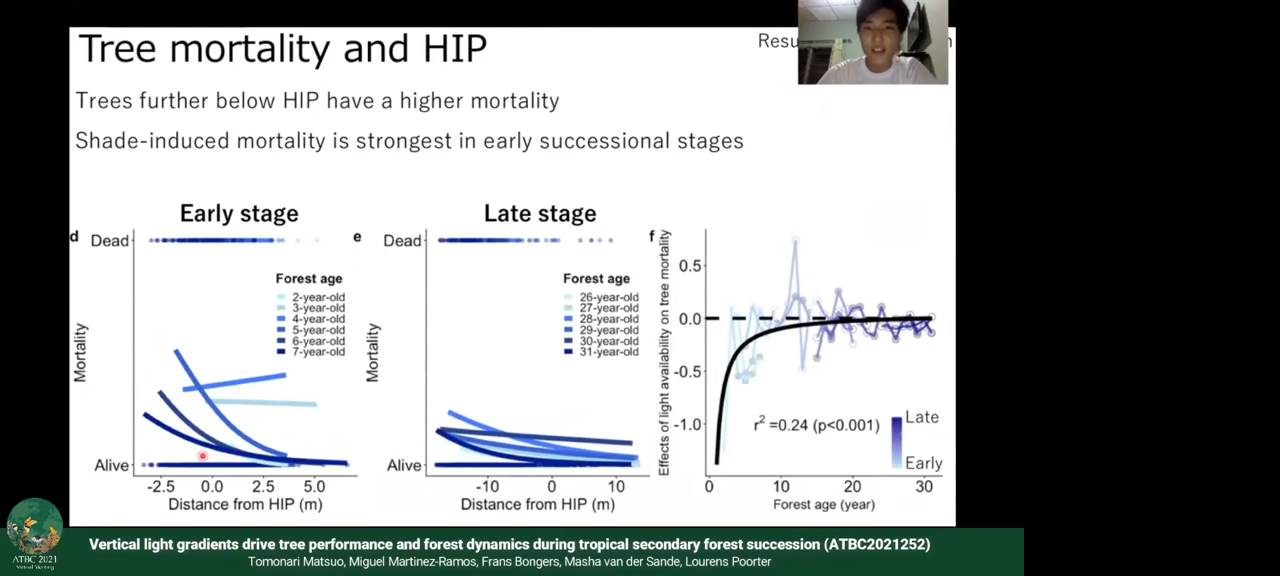 Tree mortality and HIP
Resu
Trees further below HIP have a higher mortality
Shade-induced mortality is strongest in early successional stages
Early stage
d
Dead
Alive
Mortality
Forest age
2-year-old
3-year-old
4-year-old
5-year-old
6-year-old
7-year-old
-2.5 0.0 2.5 5.0
Distance from HIP (m)
Late stage
e
Dead
Alive
Mortality
Forest age
26-year-old
27-year-old
28-year-old
29-year-old
30-year-old
31-year-old
-10 0 10
Distance from HIP (m)
f
Effects of light availability on tree mortality
0.5
0.0
-0.5
-1.0
r2 =0.24 (p<0.001)
Late
Early
0 10 20 30
Forest age (year)
ATBC 2021
Virtual Meeting
Vertical light gradients drive tree performance and forest dynamics during tropical secondary forest succession (ATBC2021252)
Tomonari Matsuo, Miguel Martinez-Ramos, Frans Bongers, Masha van der Sande, Lourens Poorter